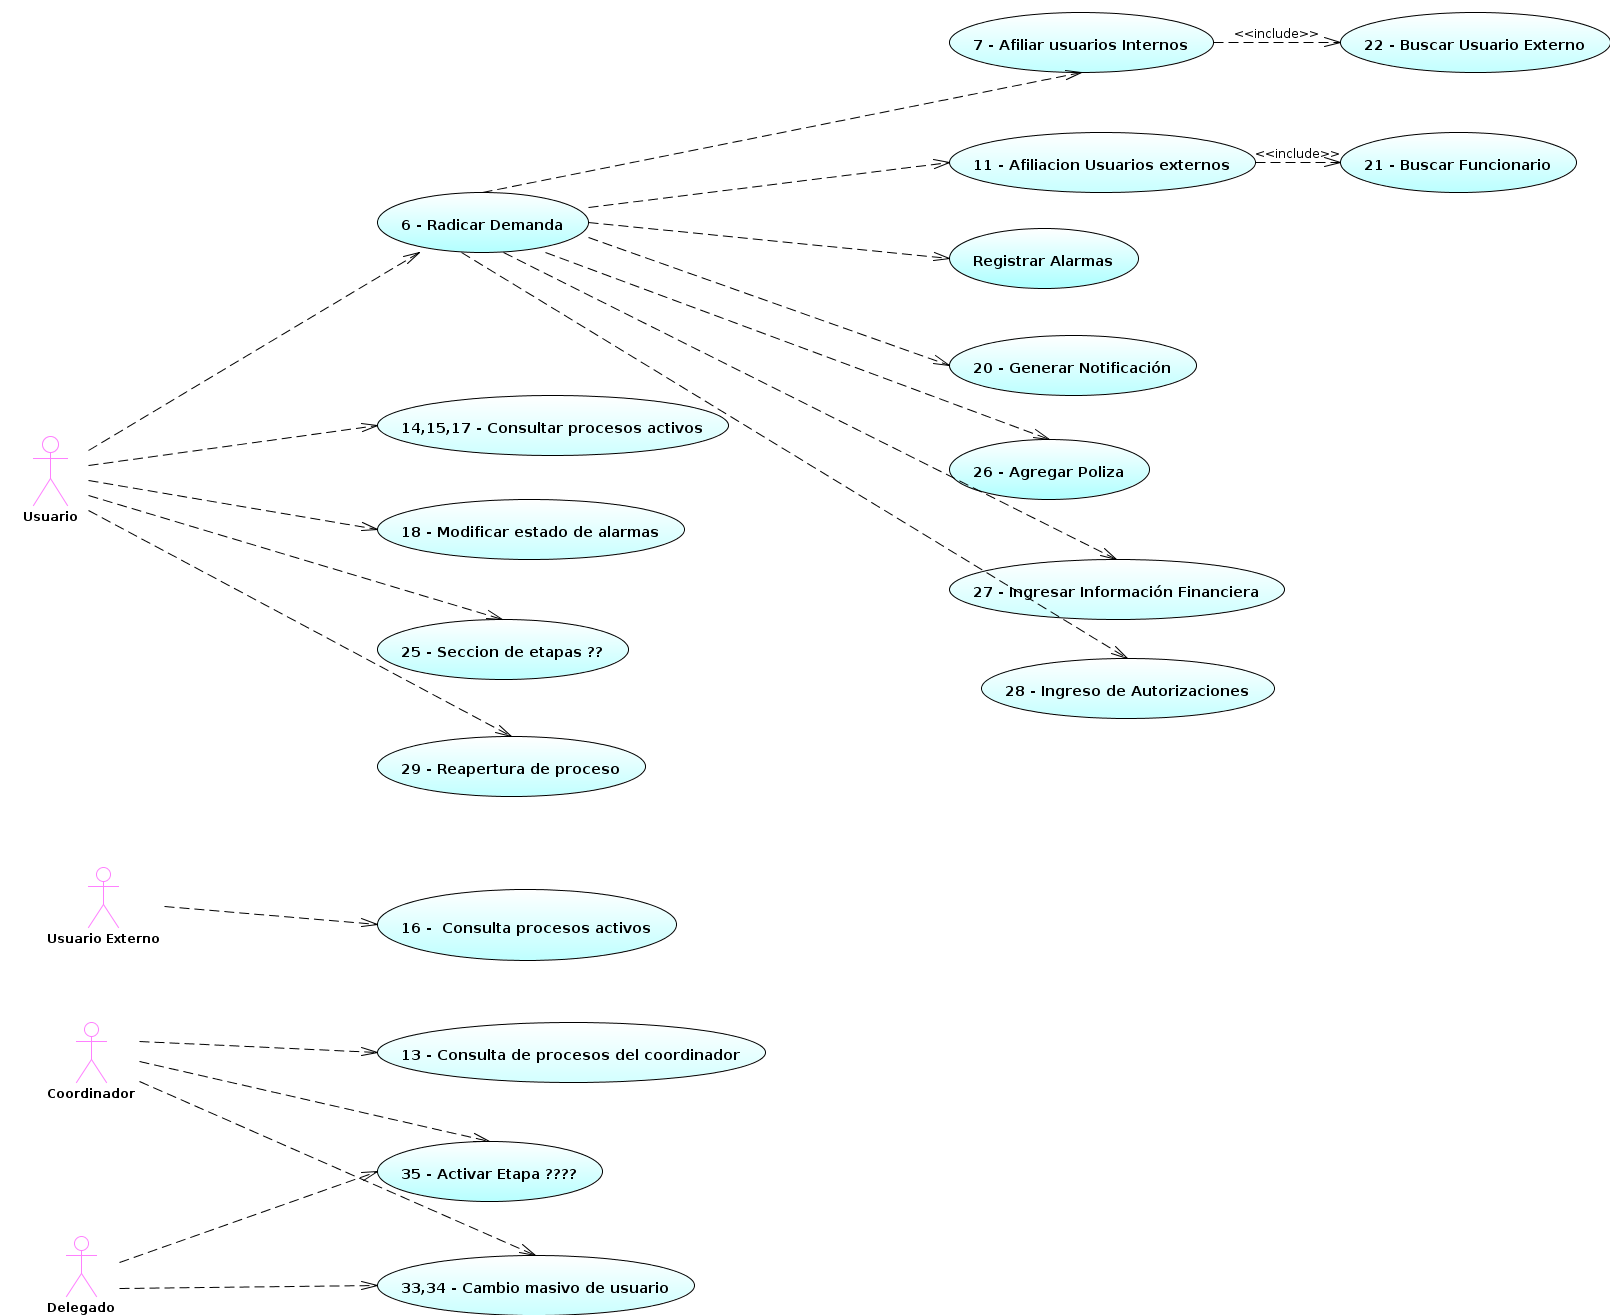 7 - Afiliar usuarios Internos
<<include>>
22 - Buscar Usuario Externo
11 - Afiliacion Usuarios externos
<<include>>
21 - Buscar Funcionario
6 - Radicar Demanda
Registrar Alarmas
20 - Generar Notificación
14,15,17 - Consultar procesos activos
26 - Agregar Poliza
Usuario
18 - Modificar estado de alarmas
27 - Ingresar Información Financiera
25 - Seccion de etapas ??
28 - Ingreso de Autorizaciones
29 - Reapertura de proceso
Usuario Externo
16 -  Consulta procesos activos
Coordinador
13 - Consulta de procesos del coordinador
35 - Activar Etapa ????
33,34 - Cambio masivo de usuario
Delegado